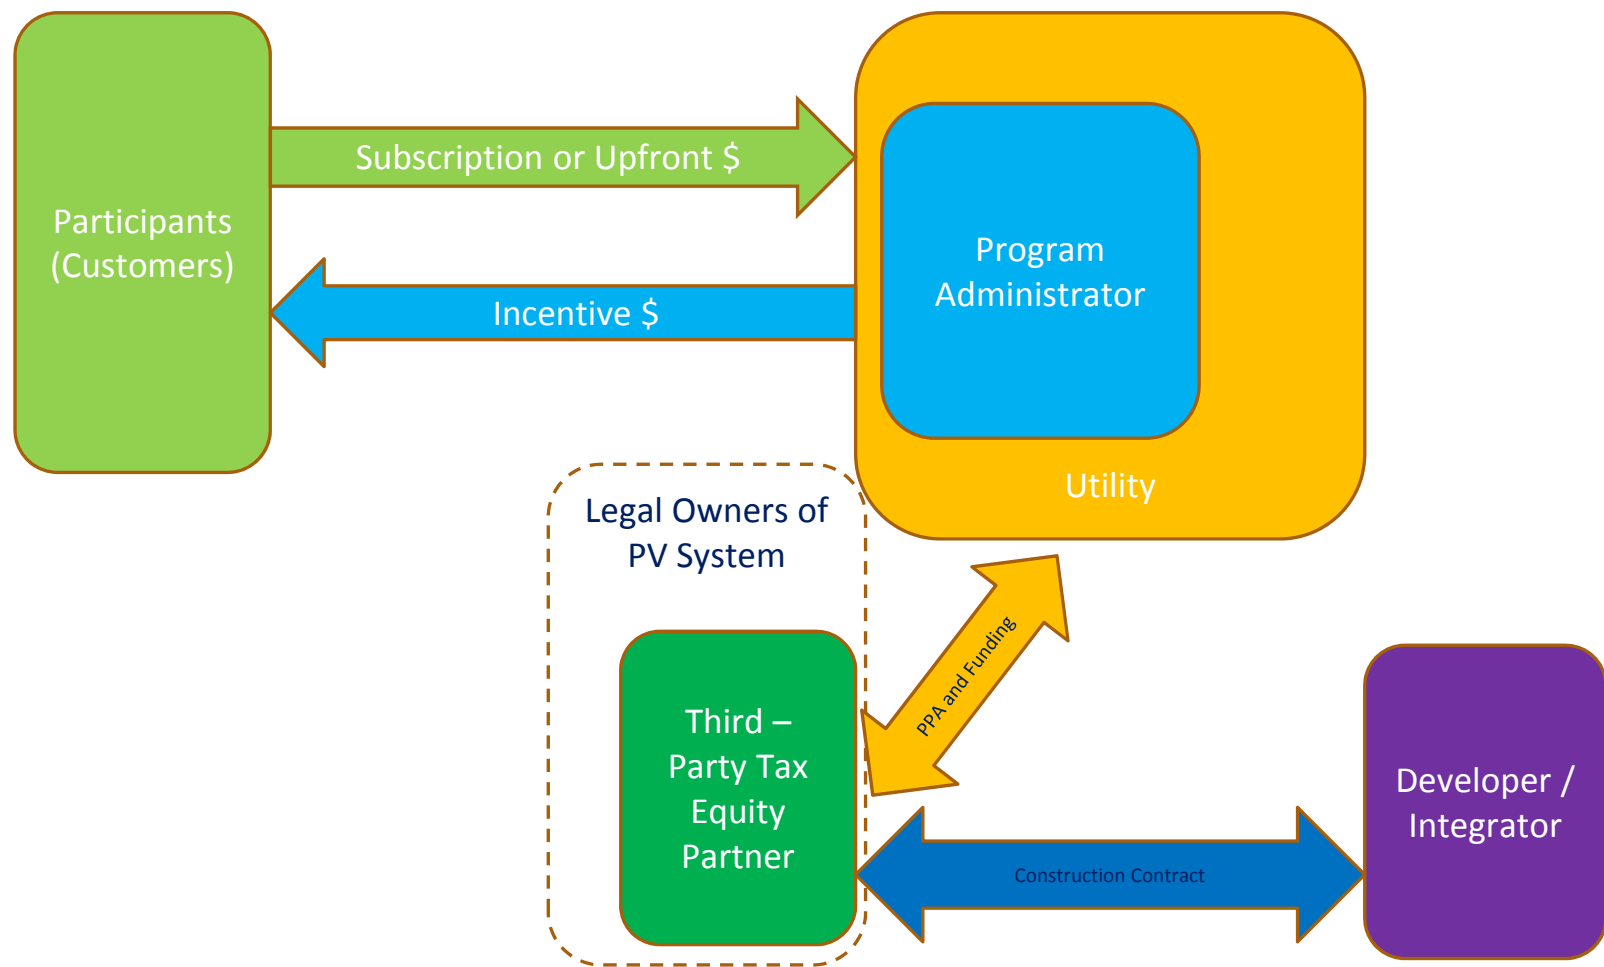 Participants
(Customers)
Subscription or Upfront $
Incentive $
Program
Administrator
Utility
Legal Owners of
PV System
Third –
Party Tax
Equity
Partner
PPA and Funding
Construction Contract
Developer /
Integrator